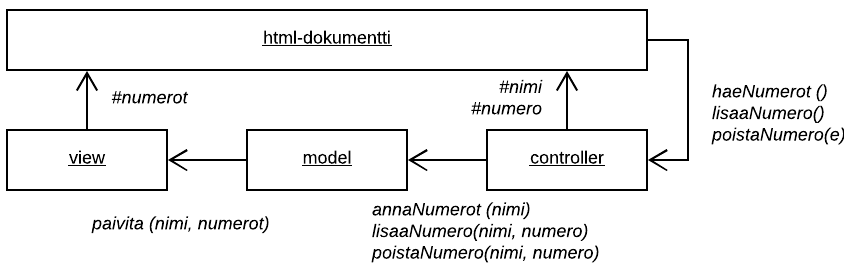 html-dokumentti
#numerot
#nimi
#numero
haeNumerot ()
lisaaNumero()
poistaNumero(e)
view
model
controller
paivita (nimi, numerot)
annaNumerot (nimi)
lisaaNumero(nimi, numero)
poistaNumero(nimi, numero)